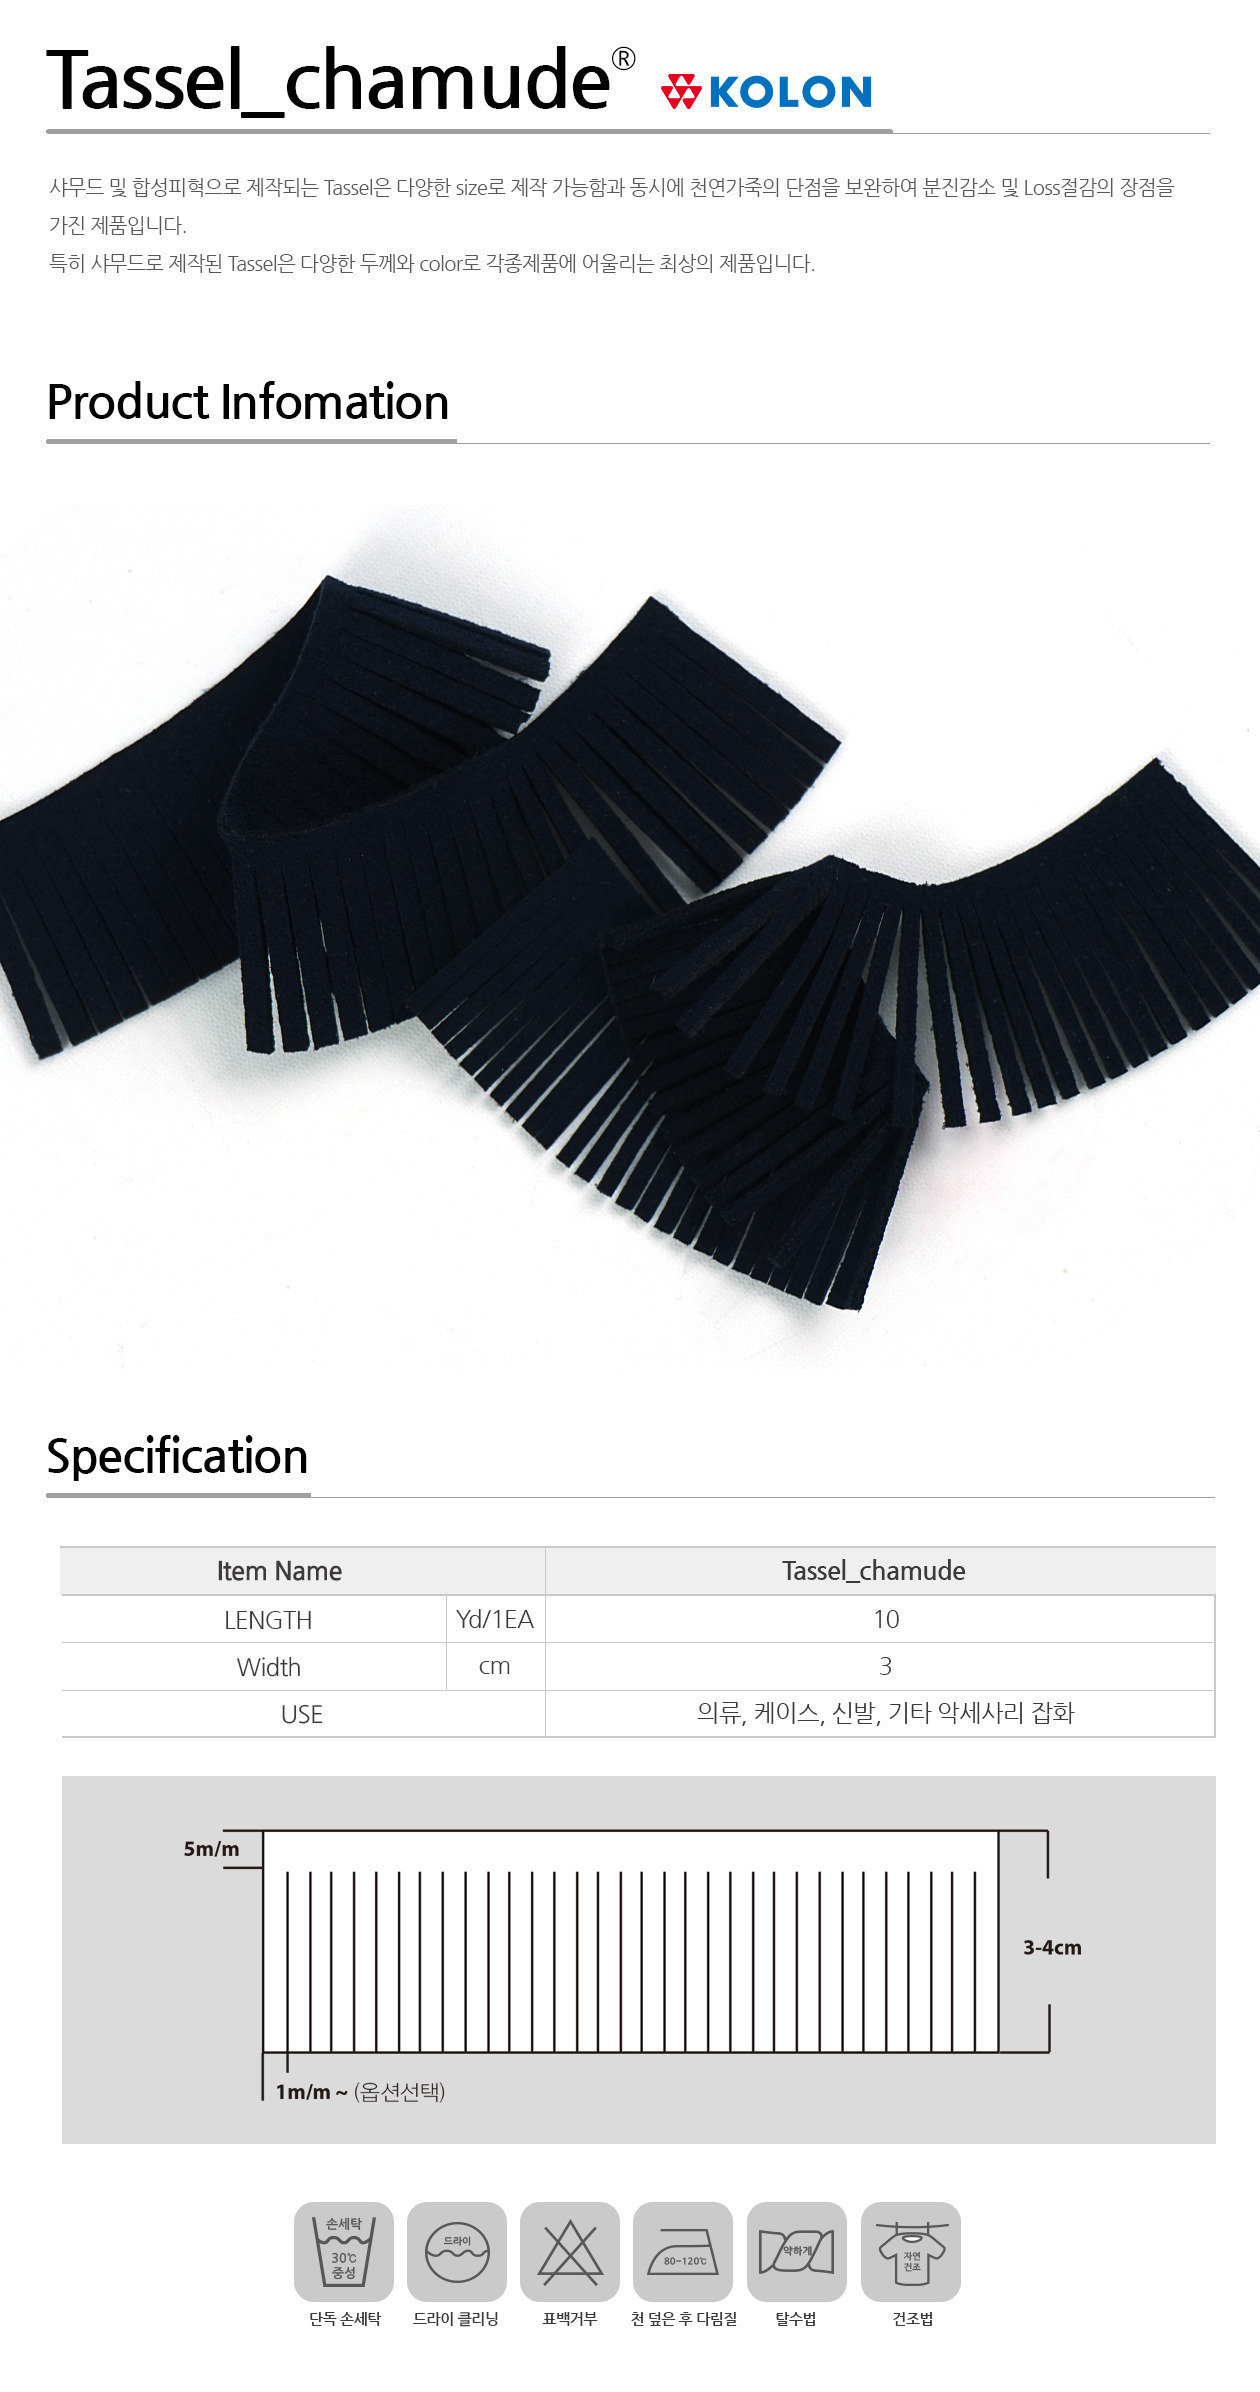 Tassel_chamude®
KOLON
샤무드 및 합성피혁으로 제작되는 Tassel은 다양한 size로 제작 가능함과 동시에 천연가죽의 단점을 보완하여 분진감소 및 Loss절감의 장점을
가진 제품입니다.
특히 샤무드로 제작된 Tassel은 다양한 두께와 color로 각종제품에 어울리는 최상의 제품입니다.
Product Infomation
Specification
Item Name Tassel_chamude
LENGTH Yd/1EA 10
Width cm 3
USE 의류, 케이스, 신발, 기타 악세사리 잡화
5m/m
3-4cm
1m/m ~ (옵션선택)
손세탁
30℃
중성
드라이
80~120℃
약하게
자연
건조
단독 손세탁 드라이 클리닝 표백거부 천 덮은 후 다림질 탈수법 건조법